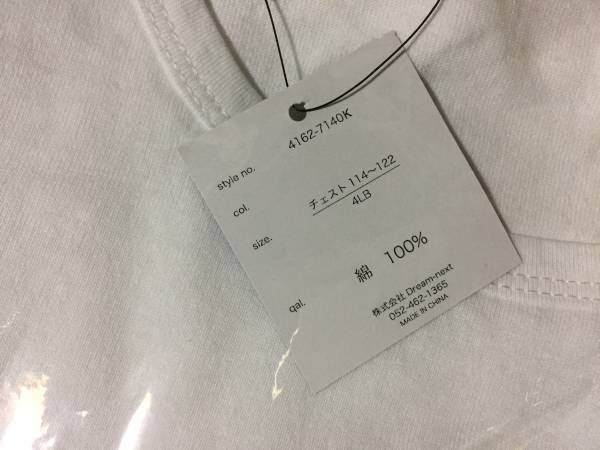 style no. 4162-7140K
col.
size. チェスト 114〜122
4LB
qal. 綿 100%
株式会社 Dream-next
052-462-1365
MADE IN CHINA